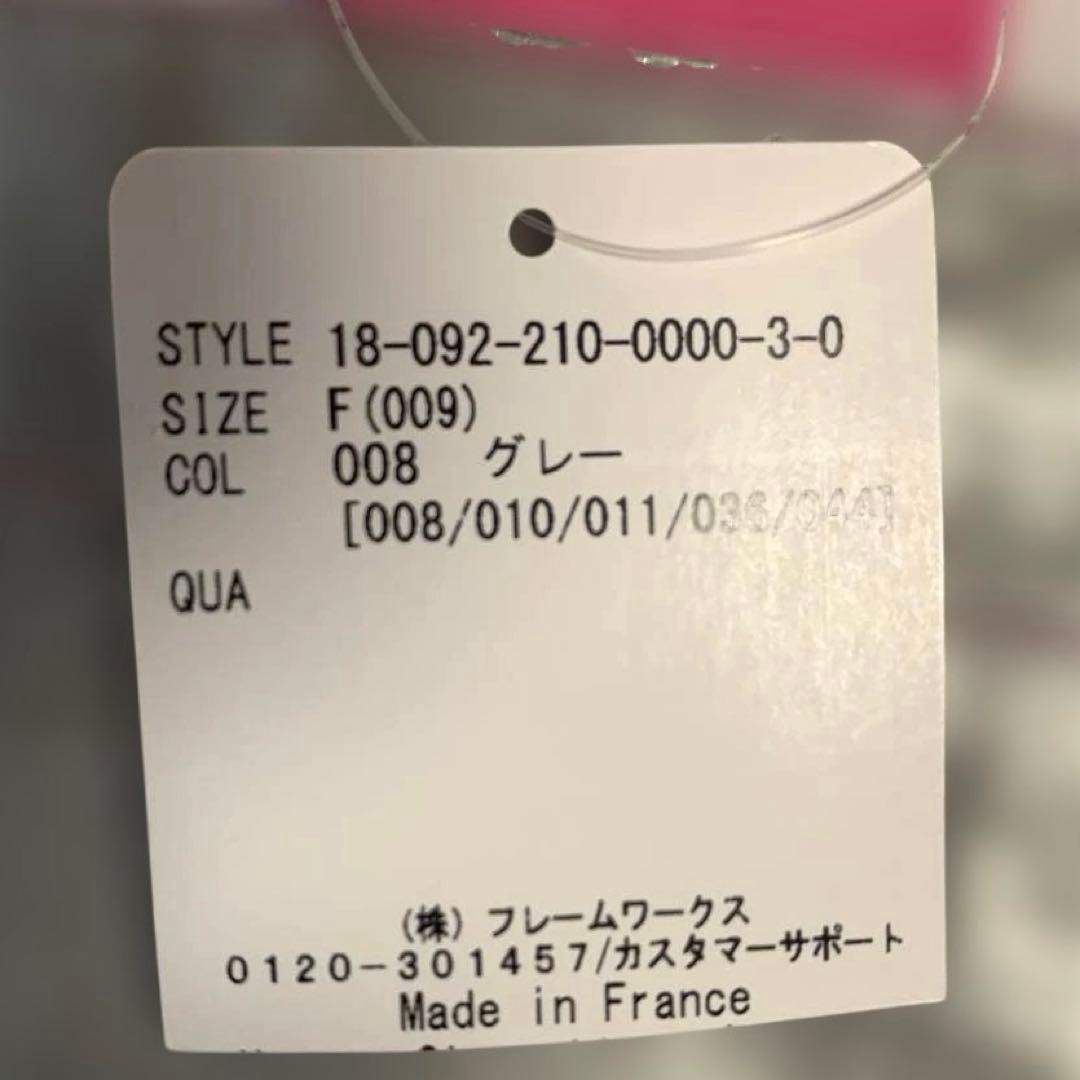 STYLE 18-092-210-0000-3-0
SIZE F(009)
COL 008 グレー
[008/010/011/036/044]
QUA
(株) フレームワークス
0120-301457/カスタマーサポート
Made in France